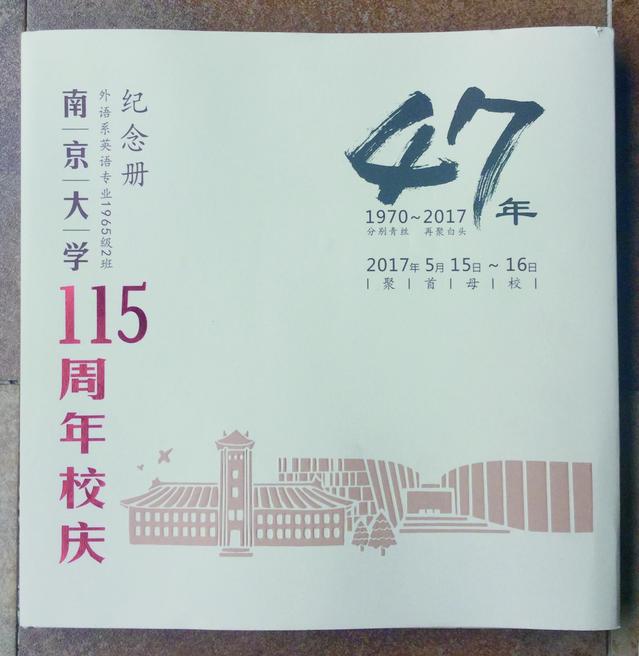 纪念册
外语系英语专业1965级2班
南京大学
115
周年校庆
47年
1970~2017
分别青丝 再聚白头
2017年5月15日~16日
|聚|首|母|校|